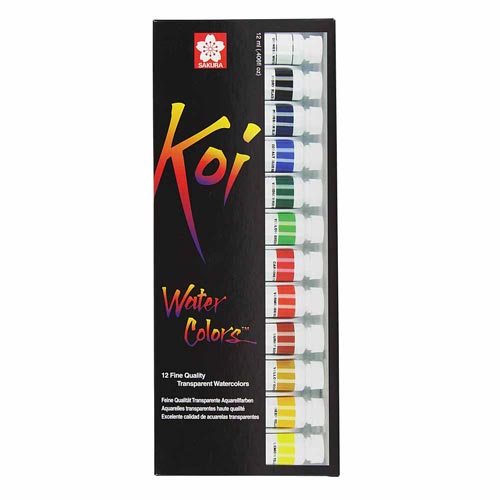 SAKURA
12 ml (.406fl oz)
Koi
Water
Colors™
12 Fine Quality
Transparent Watercolors
Feine Qualität Transparente Aquarellfarben
Aquarelles transparentes haute qualité
Excelente calidad de acuarelas transparentes